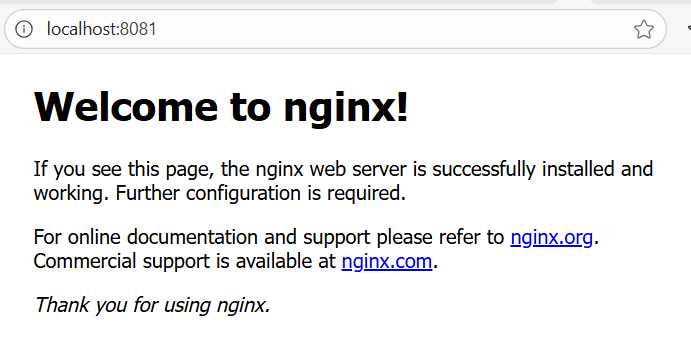 localhost:8081
Welcome to nginx!
If you see this page, the nginx web server is successfully installed and
working. Further configuration is required.
For online documentation and support please refer to nginx.org.
Commercial support is available at nginx.com.
Thank you for using nginx.